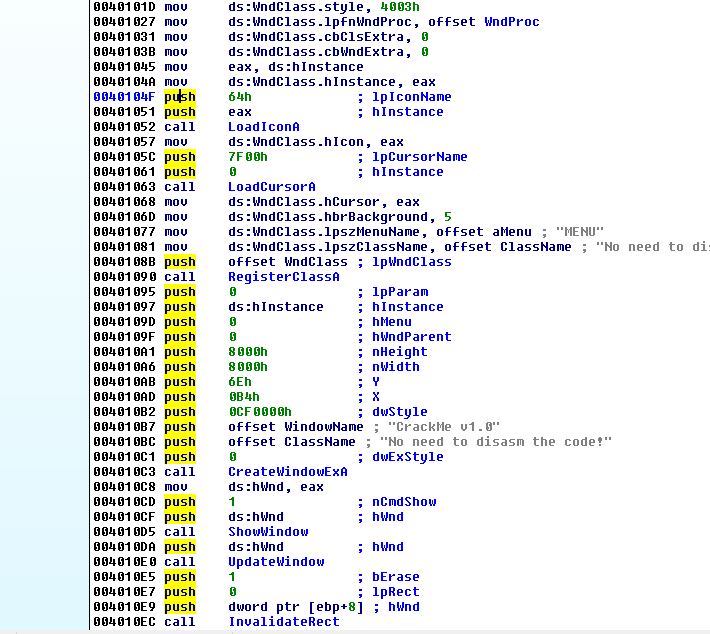 0040101D mov ds:WndClass.style, 4003h
00401027 mov ds:WndClass.lpfnWndProc, offset WndProc
00401031 mov ds:WndClass.cbClsExtra, 0
0040103B mov ds:WndClass.cbWndExtra, 0
00401045 mov eax, ds:hInstance
0040104A mov ds:WndClass.hInstance, eax
0040104F push 64h ; lpIconName
00401051 push eax ; hInstance
00401052 call LoadIconA
00401057 mov ds:WndClass.hIcon, eax
0040105C push 7F00h ; lpCursorName
00401061 push 0 ; hInstance
00401063 call LoadCursorA
00401068 mov ds:WndClass.hCursor, eax
0040106D mov ds:WndClass.hbrBackground, 5
00401077 mov ds:WndClass.lpszMenuName, offset aMenu ; "MENU"
00401081 mov ds:WndClass.lpszClassName, offset ClassName ; "No need to dis
0040108B push offset WndClass ; lpWndClass
00401090 call RegisterClassA
00401095 push 0 ; lpParam
00401097 push ds:hInstance ; hInstance
0040109D push 0 ; hMenu
0040109F push 0 ; hWndParent
004010A1 push 8000h ; nHeight
004010A6 push 8000h ; nWidth
004010AB push 6Eh ; Y
004010AD push 0B4h ; X
004010B2 push 0CF0000h ; dwStyle
004010B7 push offset WindowName ; "CrackMe v1.0"
004010BC push offset ClassName ; "No need to disasm the code!"
004010C1 push 0 ; dwExStyle
004010C3 call CreateWindowExA
004010C8 mov ds:hWnd, eax
004010CD push 1 ; nCmdShow
004010CF push ds:hWnd ; hWnd
004010D5 call ShowWindow
004010DA push ds:hWnd ; hWnd
004010E0 call UpdateWindow
004010E5 push 1 ; bErase
004010E7 push 0 ; lpRect
004010E9 push dword ptr [ebp+8] ; hWnd
004010EC call InvalidateRect